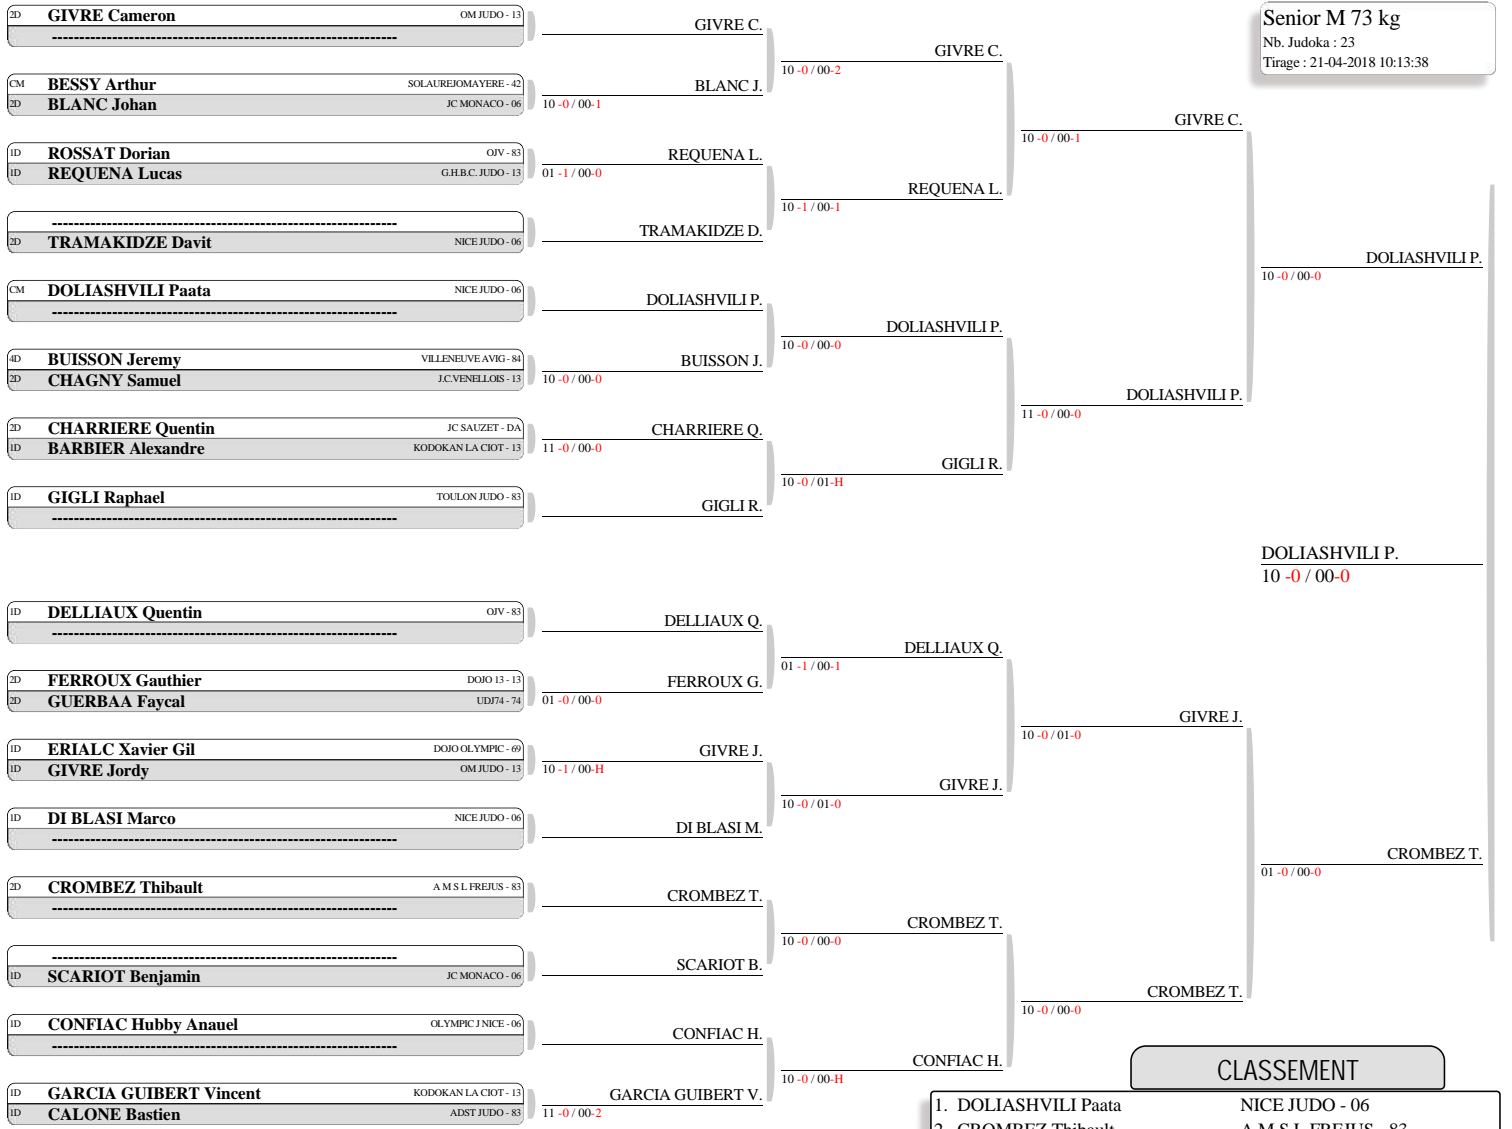 Senior M 73 kg
Nb. Judoka : 23
Tirage : 21-04-2018 10:13:38
2D GIVRE Cameron OM JUDO - 13
----------------------------------------------------------------
CM BESSY Arthur SOLAUREJOMAYERE - 42
2D BLANC Johan JC MONACO - 06
1D ROSSAT Dorian OJV - 83
1D REQUENA Lucas G.H.B.C. JUDO - 13
----------------------------------------------------------------
2D TRAMAKIDZE Davit NICE JUDO - 06
CM DOLIASHVILI Paata NICE JUDO - 06
----------------------------------------------------------------
4D BUISSON Jeremy VILLENEUVE AVIG - 84
2D CHAGNY Samuel J.C.VENELLOIS - 13
2D CHARRIERE Quentin JC SAUZET - DA
1D BARBIER Alexandre KODOKAN LA CIOT - 13
1D GIGLI Raphael TOULON JUDO - 83
----------------------------------------------------------------
1D DELLIAUX Quentin OJV - 83
----------------------------------------------------------------
2D FERROUX Gauthier DOJO 13 - 13
2D GUERBAA Faycal UDJ74 - 74
1D ERIALC Xavier Gil DOJO OLYMPIC - 69
1D GIVRE Jordy OM JUDO - 13
1D DI BLASI Marco NICE JUDO - 06
----------------------------------------------------------------
2D CROMBEZ Thibault A M S L FREJUS - 83
----------------------------------------------------------------
----------------------------------------------------------------
1D SCARIOT Benjamin JC MONACO - 06
1D CONFIAC Hubby Anauel OLYMPIC J NICE - 06
----------------------------------------------------------------
1D GARCIA GUIBERT Vincent KODOKAN LA CIOT - 13
1D CALONE Bastien ADST JUDO - 83
GIVRE C.
BLANC J.
10 -0 / 00-1
REQUENA L.
01 -1 / 00-0
TRAMAKIDZE D.
DOLIASHVILI P.
BUISSON J.
10 -0 / 00-0
CHARRIERE Q.
11 -0 / 00-0
GIGLI R.
DELLIAUX Q.
FERROUX G.
01 -0 / 00-0
GIVRE J.
10 -1 / 00-H
DI BLASI M.
CROMBEZ T.
SCARIOT B.
CONFIAC H.
GARCIA GUIBERT V.
11 -0 / 00-2
GIVRE C.
10 -0 / 00-2
REQUENA L.
10 -1 / 00-1
DOLIASHVILI P.
10 -0 / 00-0
GIGLI R.
10 -0 / 01-H
DELLIAUX Q.
01 -1 / 00-1
GIVRE J.
10 -0 / 01-0
CROMBEZ T.
10 -0 / 00-0
CONFIAC H.
10 -0 / 00-H
GIVRE C.
10 -0 / 00-1
DOLIASHVILI P.
11 -0 / 00-0
GIVRE J.
10 -0 / 01-0
CROMBEZ T.
10 -0 / 00-0
DOLIASHVILI P.
10 -0 / 00-0
CROMBEZ T.
01 -0 / 00-0
DOLIASHVILI P.
10 -0 / 00-0
CLASSEMENT
1. DOLIASHVILI Paata NICE JUDO - 06
2. CROMBEZ Thibault A M S L FREJUS - 83